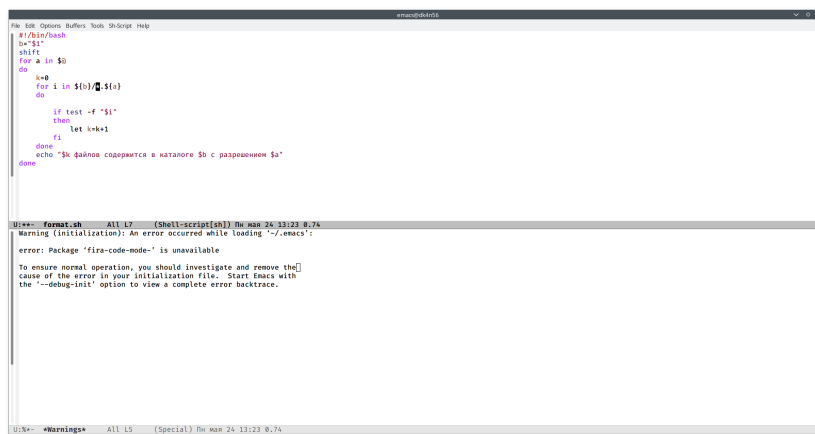 emacs@dk4n56
File Edit Options Buffers Tools Sh-Script Help
#!/bin/bash
b="$1"
shift
for a in $@
do
    k=0
    for i in ${b}/*.${a}
    do

        if test -f "$i"
        then
            let k=k+1
        fi
    done
    echo "$k файлов содержится в каталоге $b с разрешением $a"
done
U:**-  format.sh      All L7     (Shell-script[sh]) Пн мая 24 13:23 0.74
Warning (initialization): An error occurred while loading ‘~/.emacs’:

error: Package ‘fira-code-mode-’ is unavailable

To ensure normal operation, you should investigate and remove the
cause of the error in your initialization file.  Start Emacs with
the ‘--debug-init’ option to view a complete error backtrace.
U:%*-  *Warnings*     All L5     (Special) Пн мая 24 13:23 0.74